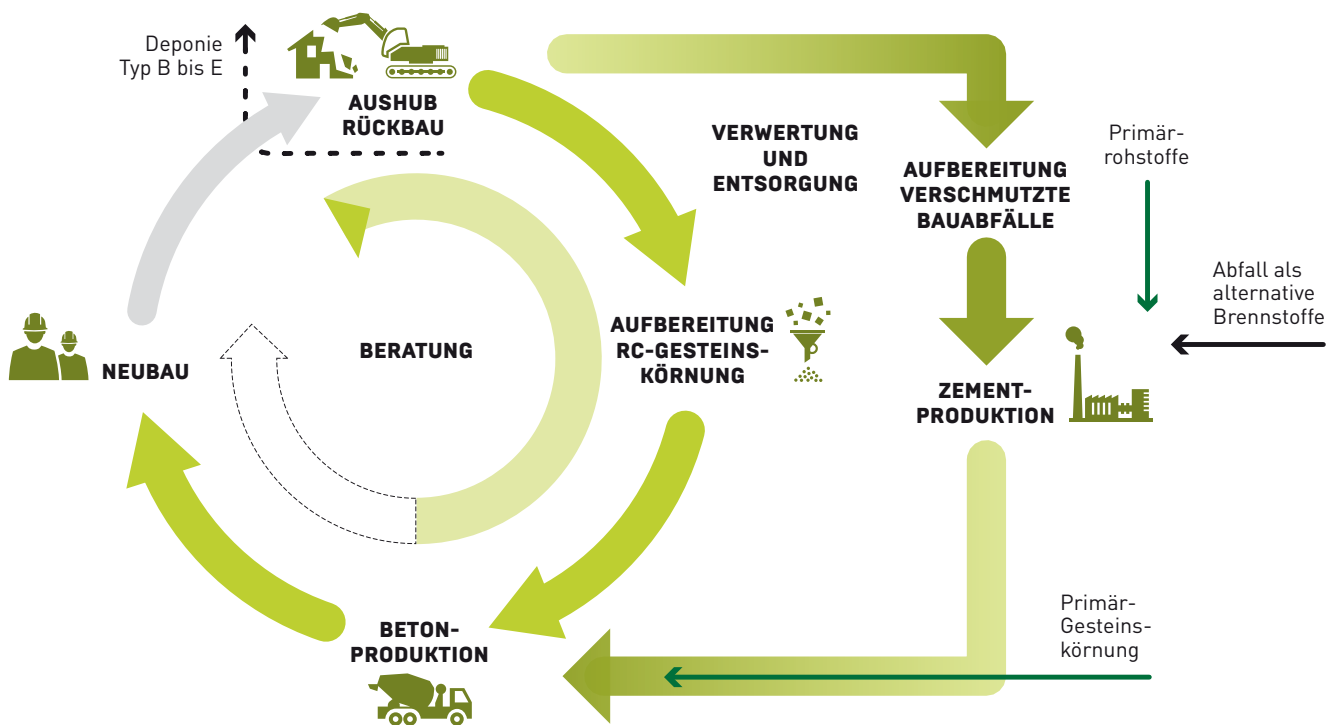 Deponie
Typ B bis E
AUSHUB
RÜCKBAU
VERWERTUNG
UND
ENTSORGUNG
AUFBEREITUNG
VERSCHMUTZTE
BAUABFÄLLE
Primär-
rohstoffe
Abfall als
alternative
Brennstoffe
NEUBAU
BERATUNG
AUFBEREITUNG
RC-GESTEINS-
KÖRNUNG
ZEMENT-
PRODUKTION
BETON-
PRODUKTION
Primär-
Gesteins-
körnung